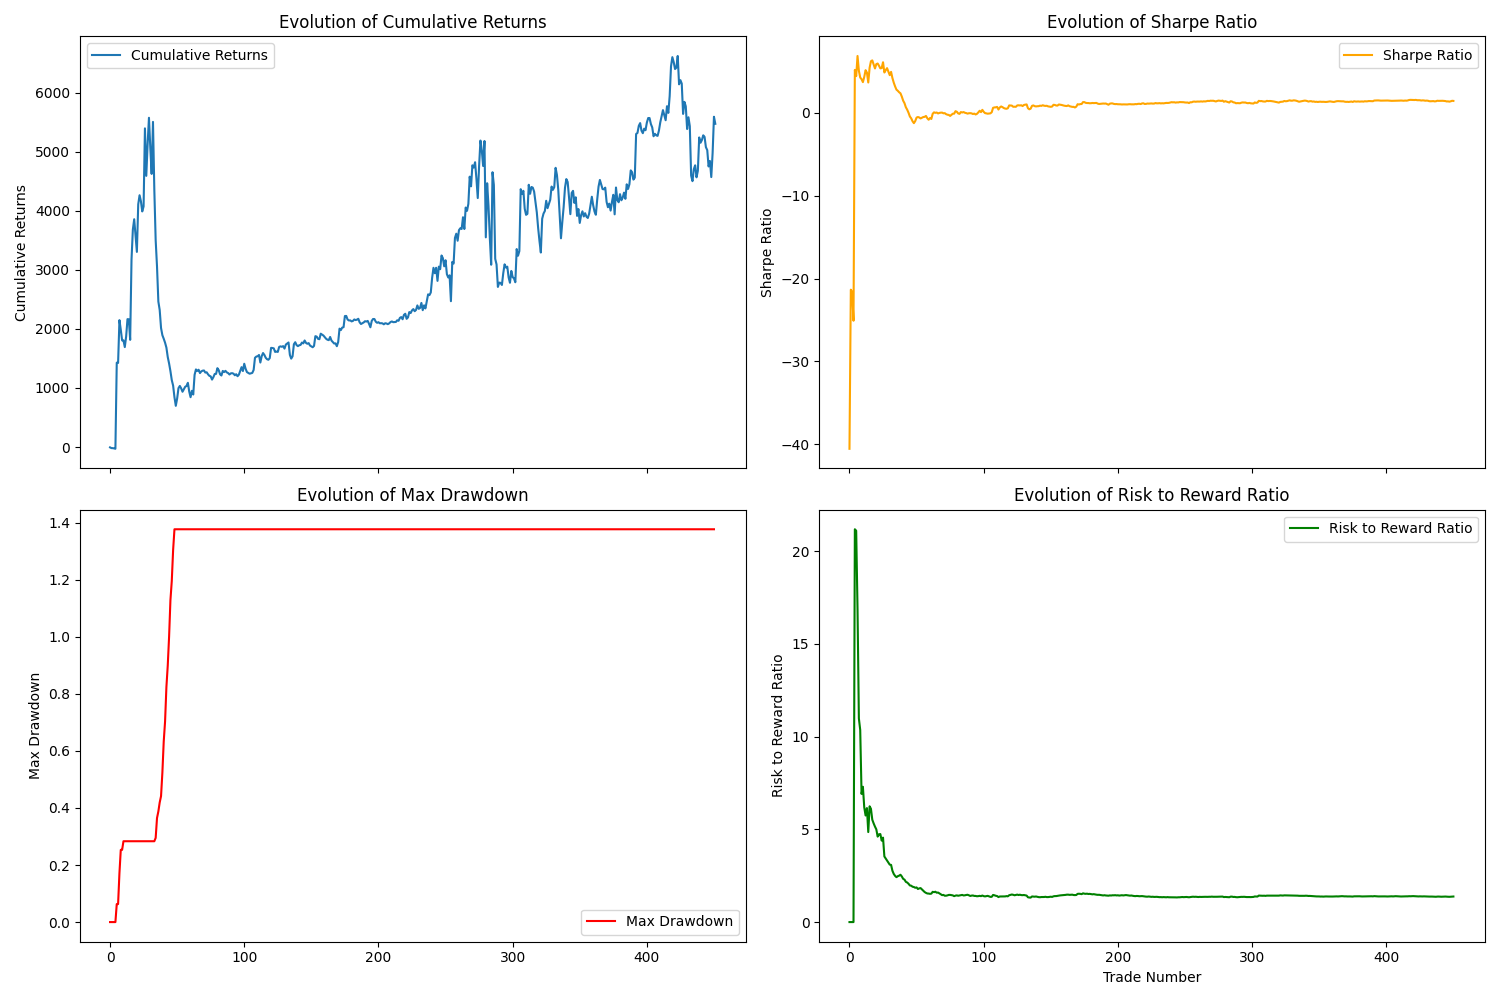 Evolution of Cumulative Returns
Cumulative Returns
Cumulative Returns
6000
5000
4000
3000
2000
1000
0
Evolution of Sharpe Ratio
Sharpe Ratio
Sharpe Ratio
0
−10
−20
−30
−40
Evolution of Max Drawdown
Max Drawdown
1.4
1.2
1.0
0.8
0.6
0.4
0.2
0.0
Max Drawdown
0 100 200 300 400
Evolution of Risk to Reward Ratio
Risk to Reward Ratio
Risk to Reward Ratio
20
15
10
5
0
0 100 200 300 400
Trade Number